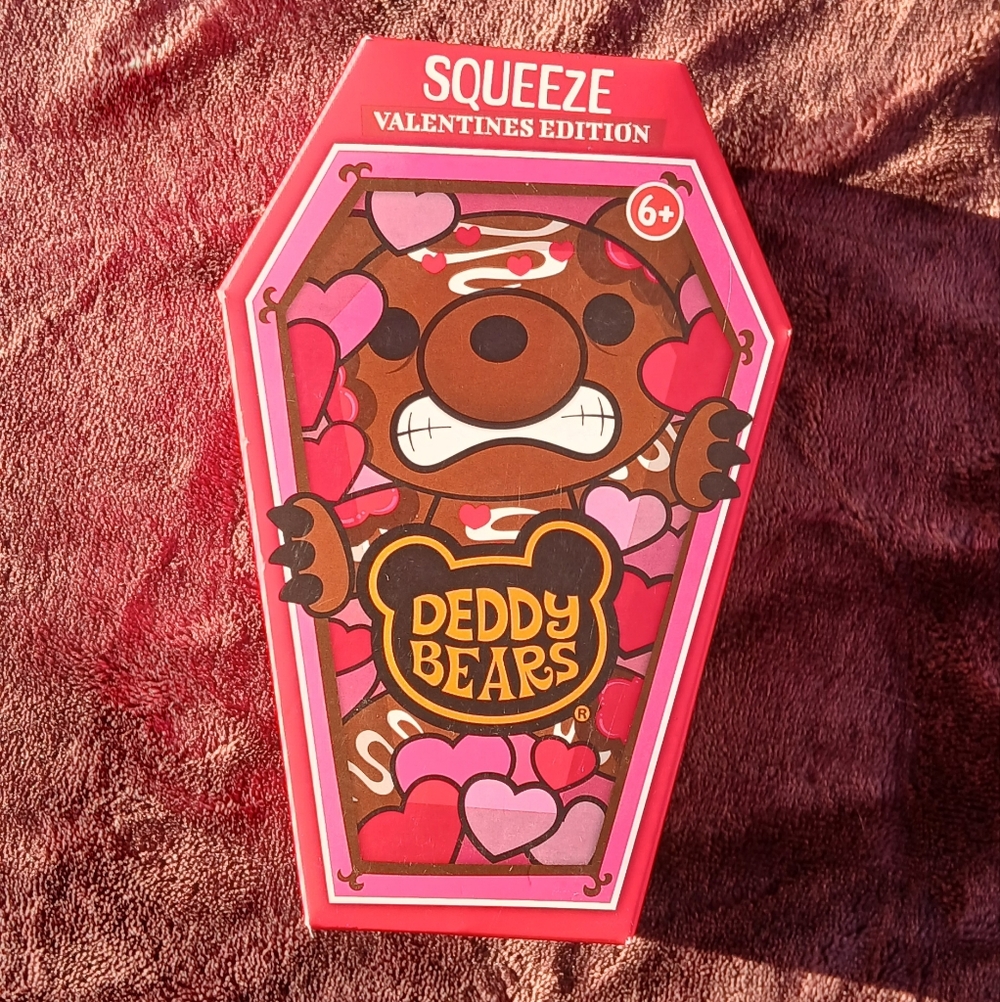 SQUEEZE
VALENTINES EDITION
6+
DEDDY
BEARS
®